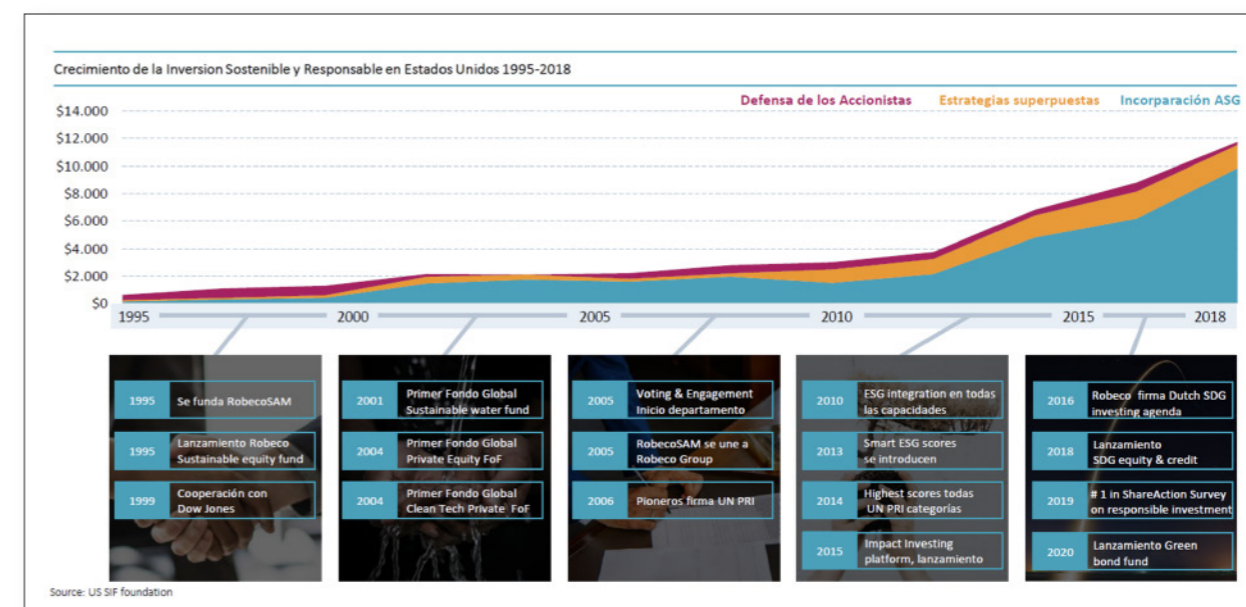 Crecimiento de la Inversion Sostenible y Responsable en Estados Unidos 1995-2018
Defensa de los Accionistas Estrategias superpuestas Incorparación ASG
$14.000
$12.000
$10.000
$8.000
$6.000
$4.000
$2.000
$0
1995 2000 2005 2010 2015 2018
1995 Se funda RobecoSAM
1995 Lanzamiento Robeco
Sustainable equity fund
1999 Cooperación con
Dow Jones
2001 Primer Fondo Global
Sustainable water fund
2004 Primer Fondo Global
Private Equity FoF
2004 Primer Fondo Global
Clean Tech Private FoF
2005 Voting & Engagement
Inicio departamento
2005 RobecoSAM se une a
Robeco Group
2006 Pioneros firma UN PRI
2010 ESG integration en todas
las capacidades
2013 Smart ESG scores
se introducen
2014 Highest scores todas
UN PRI categorías
2015 Impact Investing
platform, lanzamiento
2016 Robeco firma Dutch SDG
investing agenda
2018 Lanzamiento
SDG equity & credit
2019 # 1 in ShareAction Survey
on responsible investment
2020 Lanzamiento Green
bond fund
Source: US SIF foundation